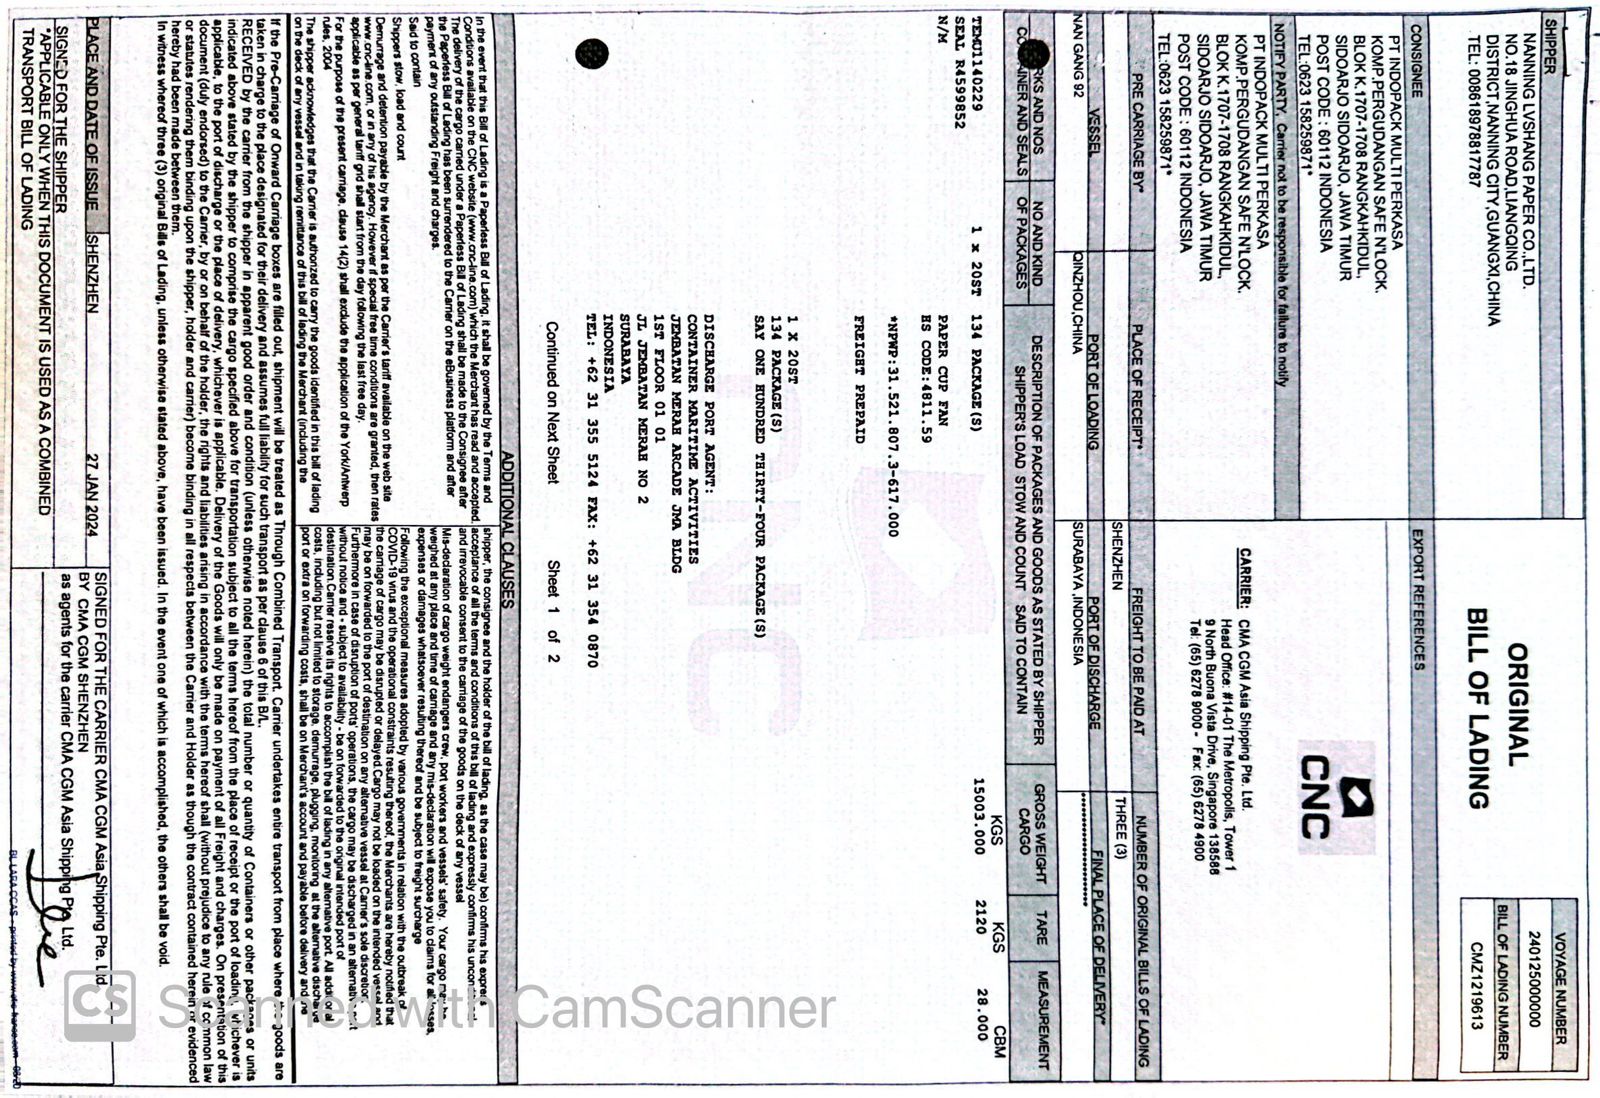 SHIPPER
NANNING LVSHANG PAPER CO.,LTD.
NO.18 JINGHUA ROAD,LIANGQING
DISTRICT,NANNING CITY,GUANGXI,CHINA
TEL: 008618978817787
ORIGINAL
BILL OF LADING
VOYAGE NUMBER
240125000000
BILL OF LADING NUMBER
CMZ1219613
CONSIGNEE
PT INDOPACK MULTI PERKASA
KOMP.PERGUDANGAN SAFE N'LOCK.
BLOK K.1707-1708 RANGKAHKIDUL,
SIDOARJO SIDOARJO, JAWA TIMUR
POST CODE : 60112 INDONESIA
TEL:0623 158259871*
EXPORT REFERENCES
CNC
NOTIFY PARTY, Carrier not to be responsible for failure to notify
PT INDOPACK MULTI PERKASA
KOMP.PERGUDANGAN SAFE N'LOCK.
BLOK K.1707-1708 RANGKAHKIDUL,
SIDOARJO SIDOARJO, JAWA TIMUR
POST CODE : 60112 INDONESIA
TEL:0623 158259871*
CARRIER: CMA CGM Asia Shipping Pte. Ltd.
Head Office: #14-01 The Metropolis, Tower 1
9 North Buona Vista Drive, Singapore 138588
Tel: (65) 6278 9000 - Fax: (65) 6278 4900
PRE CARRIAGE BY* PLACE OF RECEIPT* FREIGHT TO BE PAID AT NUMBER OF ORIGINAL BILLS OF LADING
SHENZHEN THREE (3)
VESSEL PORT OF LOADING PORT OF DISCHARGE FINAL PLACE OF DELIVERY*
NAN GANG 92 QINZHOU,CHINA SURABAYA ,INDONESIA ***********************
RKS AND NOS NO AND KIND DESCRIPTION OF PACKAGES AND GOODS AS STATED BY SHIPPER GROSS WEIGHT TARE MEASUREMENT
CO INER AND SEALS OF PACKAGES SHIPPER'S LOAD STOW AND COUNT SAID TO CONTAIN CARGO
KGS KGS CBM
TEMU1140229 1 x 20ST 134 PACKAGE(S) 15003.000 2120 28.000
SEAL R4599852
N/M PAPER CUP FAN
HS CODE:4811.59
*NPWP:31.521.807.3-617.000
FREIGHT PREPAID
1 X 20ST
134 PACKAGE(S)
SAY ONE HUNDRED THIRTY-FOUR PACKAGE(S)
CNC
DISCHARGE PORT AGENT:
CONTAINER MARITIME ACTIVITIES
JEMBATAN MERAH ARCADE JMA BLDG
1ST FLOOR 01 01
JL JEMBATAN MERAH NO 2
SURABAYA
INDONESIA
TEL: +62 31 355 5124 FAX: +62 31 354 0870
Continued on Next Sheet Sheet 1 of 2
ADDITIONAL CLAUSES
In the event that this Bill of Lading is a Paperless Bill of Lading, it shall be governed by the Terms and
Conditions available on the CNC website (www.cnc-line.com) which the Merchant has read and accepted.
The delivery of the cargo carried under a Paperless Bill of Lading shall be made to the Consignee after
the Paperless Bill of Lading has been surrendered to the Carrier on the eBusiness platform and after
payment of any outstanding Freight and charges.
Said to contain
Shippers stow, load and count
Demurrage and detention payable by the Merchant as per the Carrier's tariff available on the web site
www.cnc-line.com, or in any of his agency. However if special free time conditions are granted, then rates
applicable as per general tariff grid shall start from the day following the last free day.
For the purpose of the present carriage, clause 14(2) shall exclude the application of the York/Antwerp
rules, 2004
The shipper acknowledges that the Carrier is authorized to carry the goods identified in this bill of lading
on the deck of any vessel and in taking remittance of this bill of lading the Merchant (including the
shipper, the consignee and the holder of the bill of lading, as the case may be) confirms his express
acceptance of all the terms and conditions of this bill of lading and expressly confirms his unconditional
and irrevocable consent to the carriage of the goods on the deck of any vessel
Mis-declaration of cargo weight endangers crew, port workers and vessels' safety. Your cargo may be
weighed at any place and time of carriage and any mis-declaration will expose you to claims for all losses,
expenses or damages whatsoever resulting thereof and be subject to freight surcharge
Following the exceptional measures adopted by various governments in relation with the outbreak of
COVID-19 virus and the operational constraints resulting thereof, the Merchants are hereby notified that
the carriage of cargo may be disrupted or delayed.Cargo may not be loaded on the intended vessel and
may be on forwarded to the port of destination on any alternative vessel at Carrier's sole discretion.
Furthermore in case of disruption of ports' operations, the cargo may be discharged in an alternative port
without notice and - subject to availability - be on forwarded to the original intended port of
destination.Carrier reserve its rights to accomplish the bill of lading in any alternative port. All additional
costs, including but not limited to storage, demurrage, plugging, monitoring at the alternative discharge
port or extra on forwarding costs, shall be on Merchant's account and payable before delivery and the
If the Pre-Carriage of Onward Carriage boxes are filled out, shipment will be treated as Through Combined Transport. Carrier undertakes entire transport from place where the goods are
taken in charge to the place designated for their delivery and assumes full liability for such transport as per clause 6 of this B/L.
RECEIVED by the carrier from the shipper in apparent good order and condition (unless otherwise noted herein) the total number or quantity of Containers or other packages or units
indicated above stated by the shipper to comprise the cargo specified above for transportation subject to all the terms hereof from the place of receipt or the port of loading, whichever is
applicable, to the port of discharge or the place of delivery, whichever is applicable. Delivery of the Goods will only be made on payment of all Freight and charges. On presentation of this
document (duly endorsed) to the Carrier, by or on behalf of the holder, the rights and liabilities arising in accordance with the terms hereof shall (without prejudice to any rule of common law
or statutes rendering them binding upon the shipper, holder and carrier) become binding in all respects between the Carrier and Holder as though the contract contained herein or evidenced
hereby had been made between them.
In witness whereof three (3) original Bills of Lading, unless otherwise stated above, have been issued. In the event one of which is accomplished, the others shall be void.
PLACE AND DATE OF ISSUE SHENZHEN 27 JAN 2024
SIGNED FOR THE SHIPPER
*APPLICABLE ONLY WHEN THIS DOCUMENT IS USED AS A COMBINED
TRANSPORT BILL OF LADING
SIGNED FOR THE CARRIER CMA CGM Asia Shipping Pte. Ltd.
BY CMA CGM SHENZHEN
as agents for the carrier CMA CGM Asia Shipping Pte. Ltd.
BL LARA CCAS - printed by
CS Scanned with CamScanner